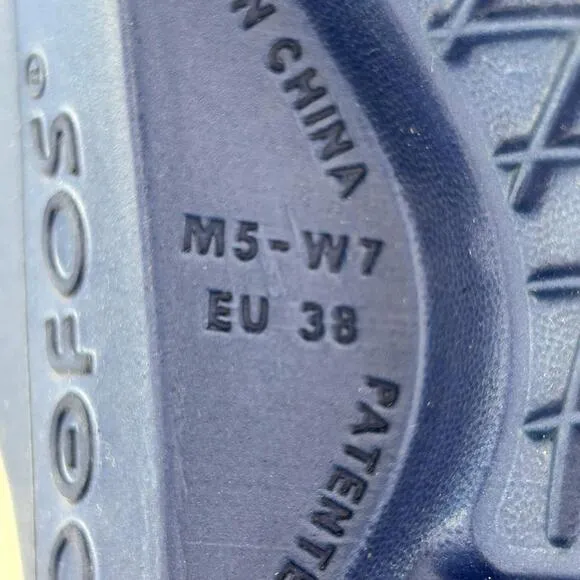 N CHINA
M5-W7
EU 38
PATENTE
OOFOS®